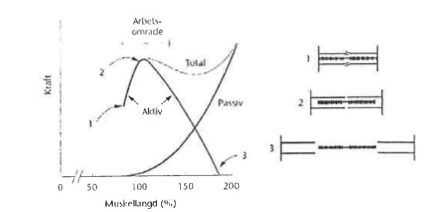 Arbets-
område
2
Total
Kraft
Passiv
Aktiv
1
3
0
50
100
150
200
Muskellängd (%)
1
2
3